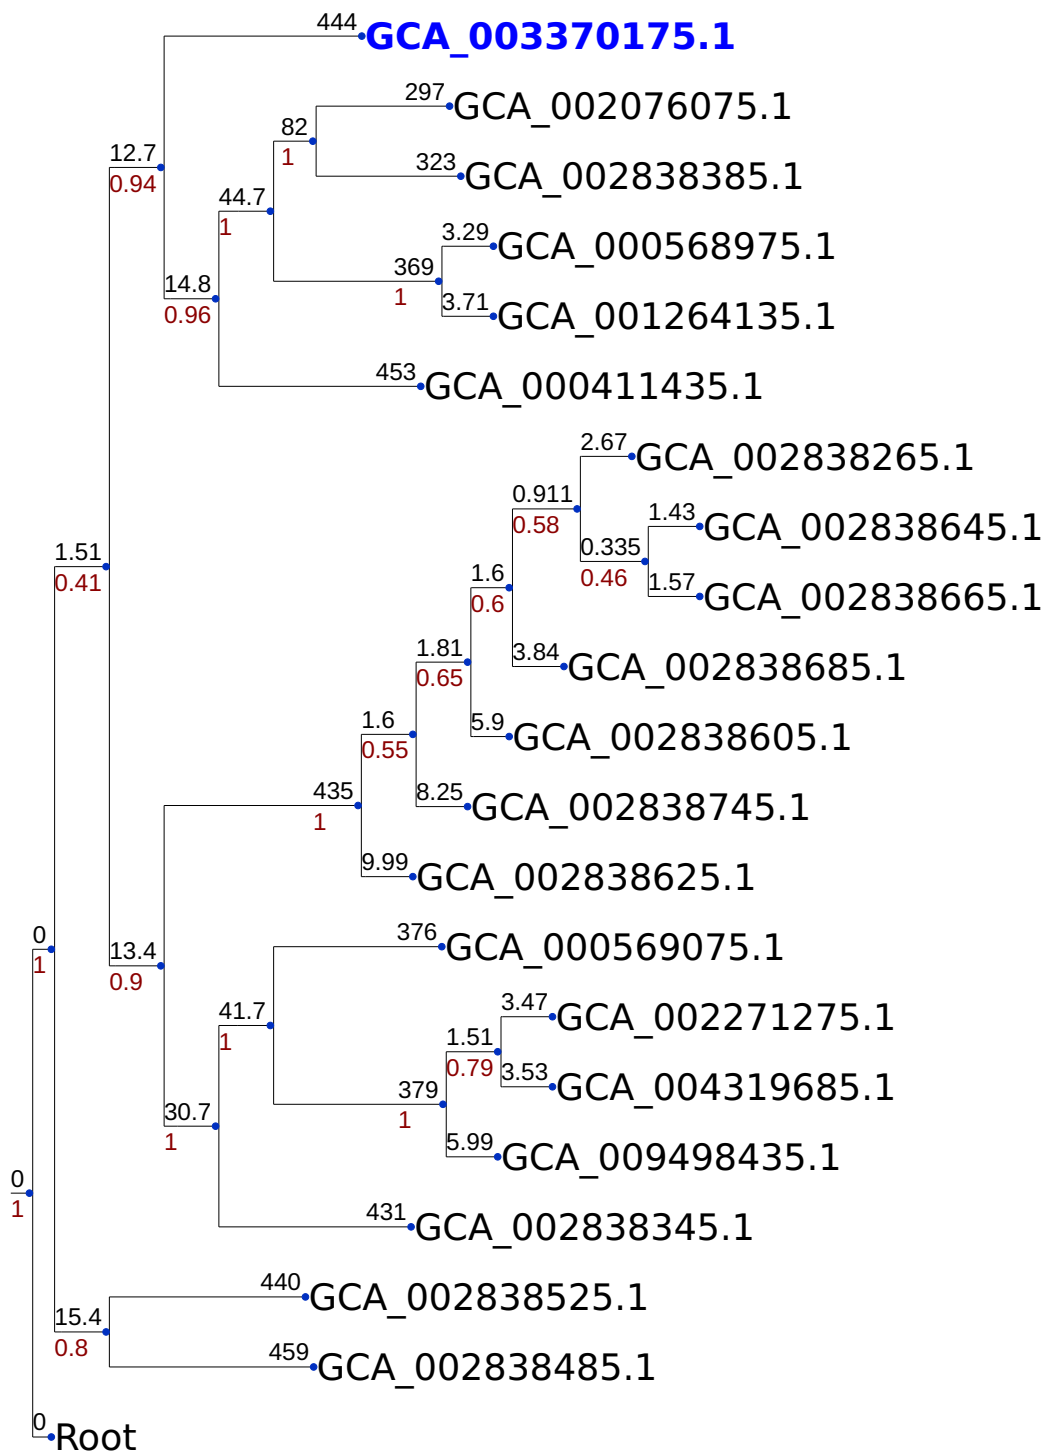 444
GCA_003370175.1
297
GCA_002076075.1
82
1
323
GCA_002838385.1
12.7
0.94
44.7
1
3.29
GCA_000568975.1
369
1
14.8
0.96
3.71
GCA_001264135.1
453
GCA_000411435.1
2.67
GCA_002838265.1
0.911
0.58
1.43
GCA_002838645.1
0.335
0.46
1.51
0.41
1.6
0.6
1.57
GCA_002838665.1
1.81
0.65
3.84
GCA_002838685.1
1.6
0.55
5.9
GCA_002838605.1
435
1
8.25
GCA_002838745.1
9.99
GCA_002838625.1
0
1
13.4
0.9
376
GCA_000569075.1
41.7
1
3.47
GCA_002271275.1
1.51
0.79
3.53
GCA_004319685.1
379
1
30.7
1
5.99
GCA_009498435.1
0
1
431
GCA_002838345.1
440
GCA_002838525.1
15.4
0.8
459
GCA_002838485.1
0
Root